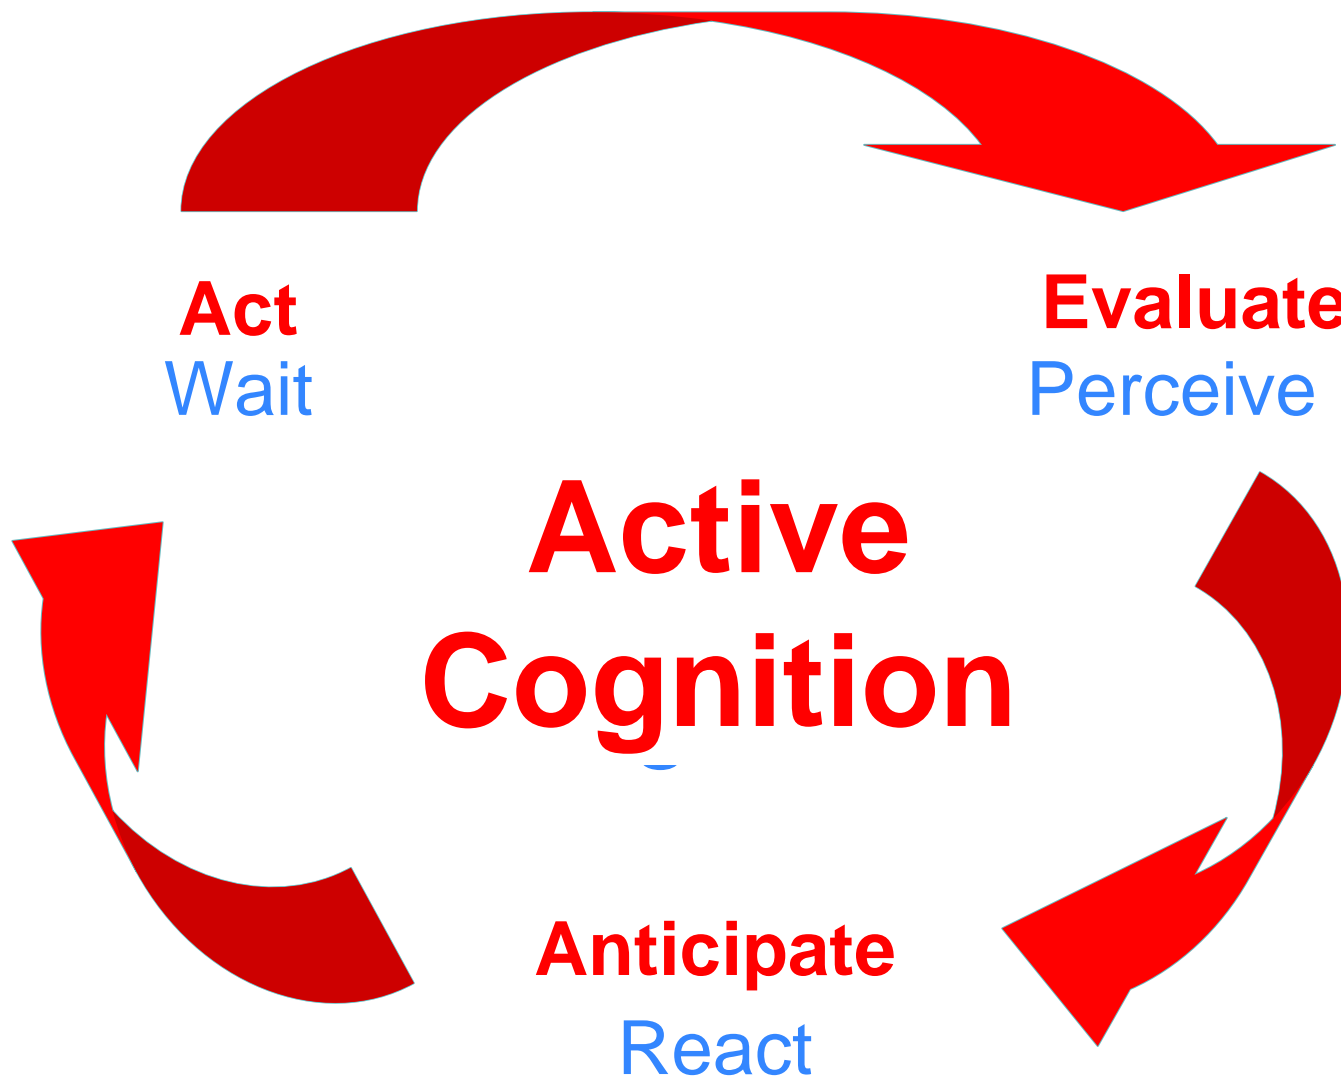 Act
Wait
Evaluate
Perceive
Active
Cognition
Anticipate
React